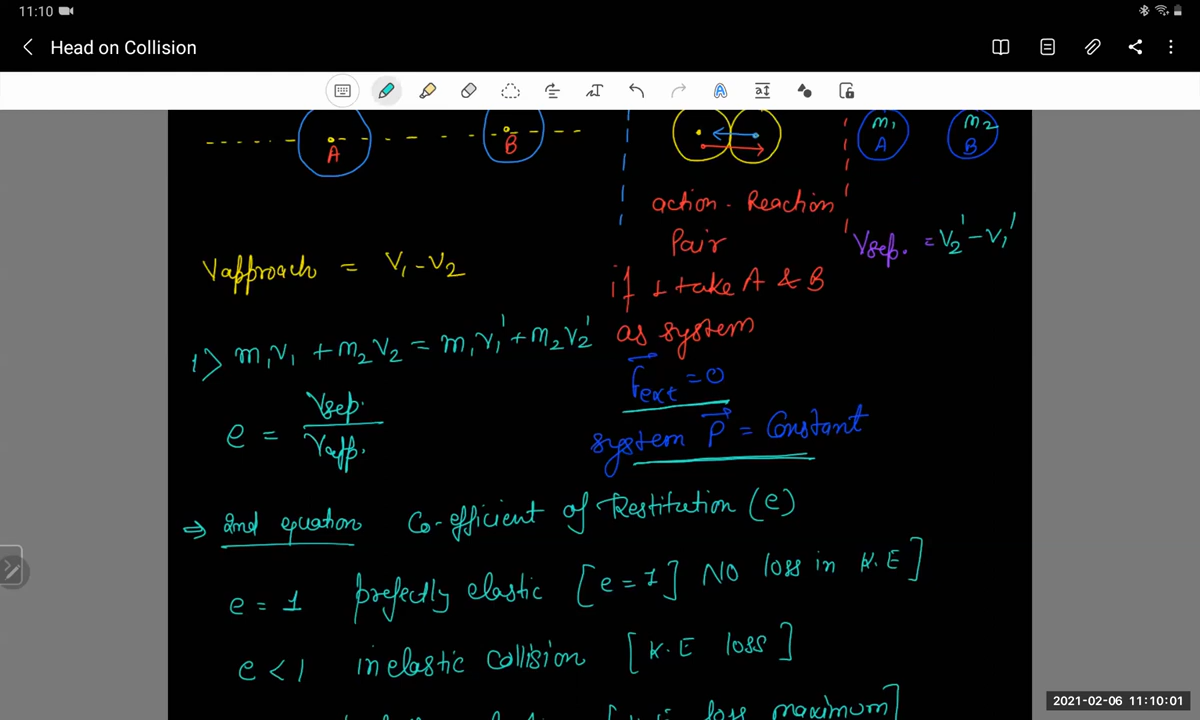 11:10
Head on Collision
A
B
m1
A
m2
B
action - Reaction
Pair
Vsep. = V2' - V1'
Vapproach = V1 - V2
if I take A & B
as system
1> m1V1 + m2V2 = m1V1' + m2V2'
Fext = 0
e = Vsep. / Vapp.
system P = Constant
⇒ 2nd equation Co-efficient of Restitution (e)
e = 1 prefectly elastic [e = 1] NO loss in K.E]
e < 1 inelastic collision [K.E loss]
loss maximum]
2021-02-06 11:10:01